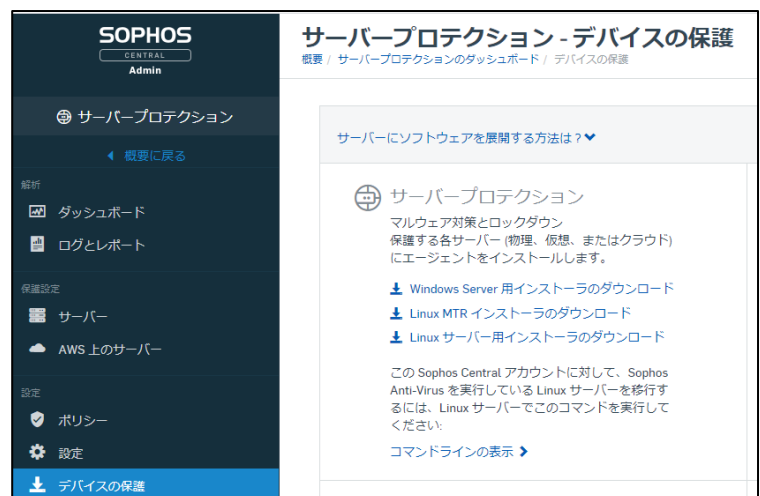 SOPHOS
CENTRAL
Admin
サーバープロテクション
概要に戻る
解析
ダッシュボード
ログとレポート
保護設定
サーバー
AWS 上のサーバー
設定
ポリシー
設定
デバイスの保護
サーバープロテクション - デバイスの保護
概要 / サーバープロテクションのダッシュボード / デバイスの保護
サーバーにソフトウェアを展開する方法は？
サーバープロテクション
マルウェア対策とロックダウン
保護する各サーバー (物理、仮想、またはクラウド)
にエージェントをインストールします。
Windows Server 用インストーラのダウンロード
Linux MTR インストーラのダウンロード
Linux サーバー用インストーラのダウンロード
この Sophos Central アカウントに対して、Sophos
Anti-Virus を実行している Linux サーバーを移行す
るには、Linux サーバーでこのコマンドを実行して
ください:
コマンドラインの表示